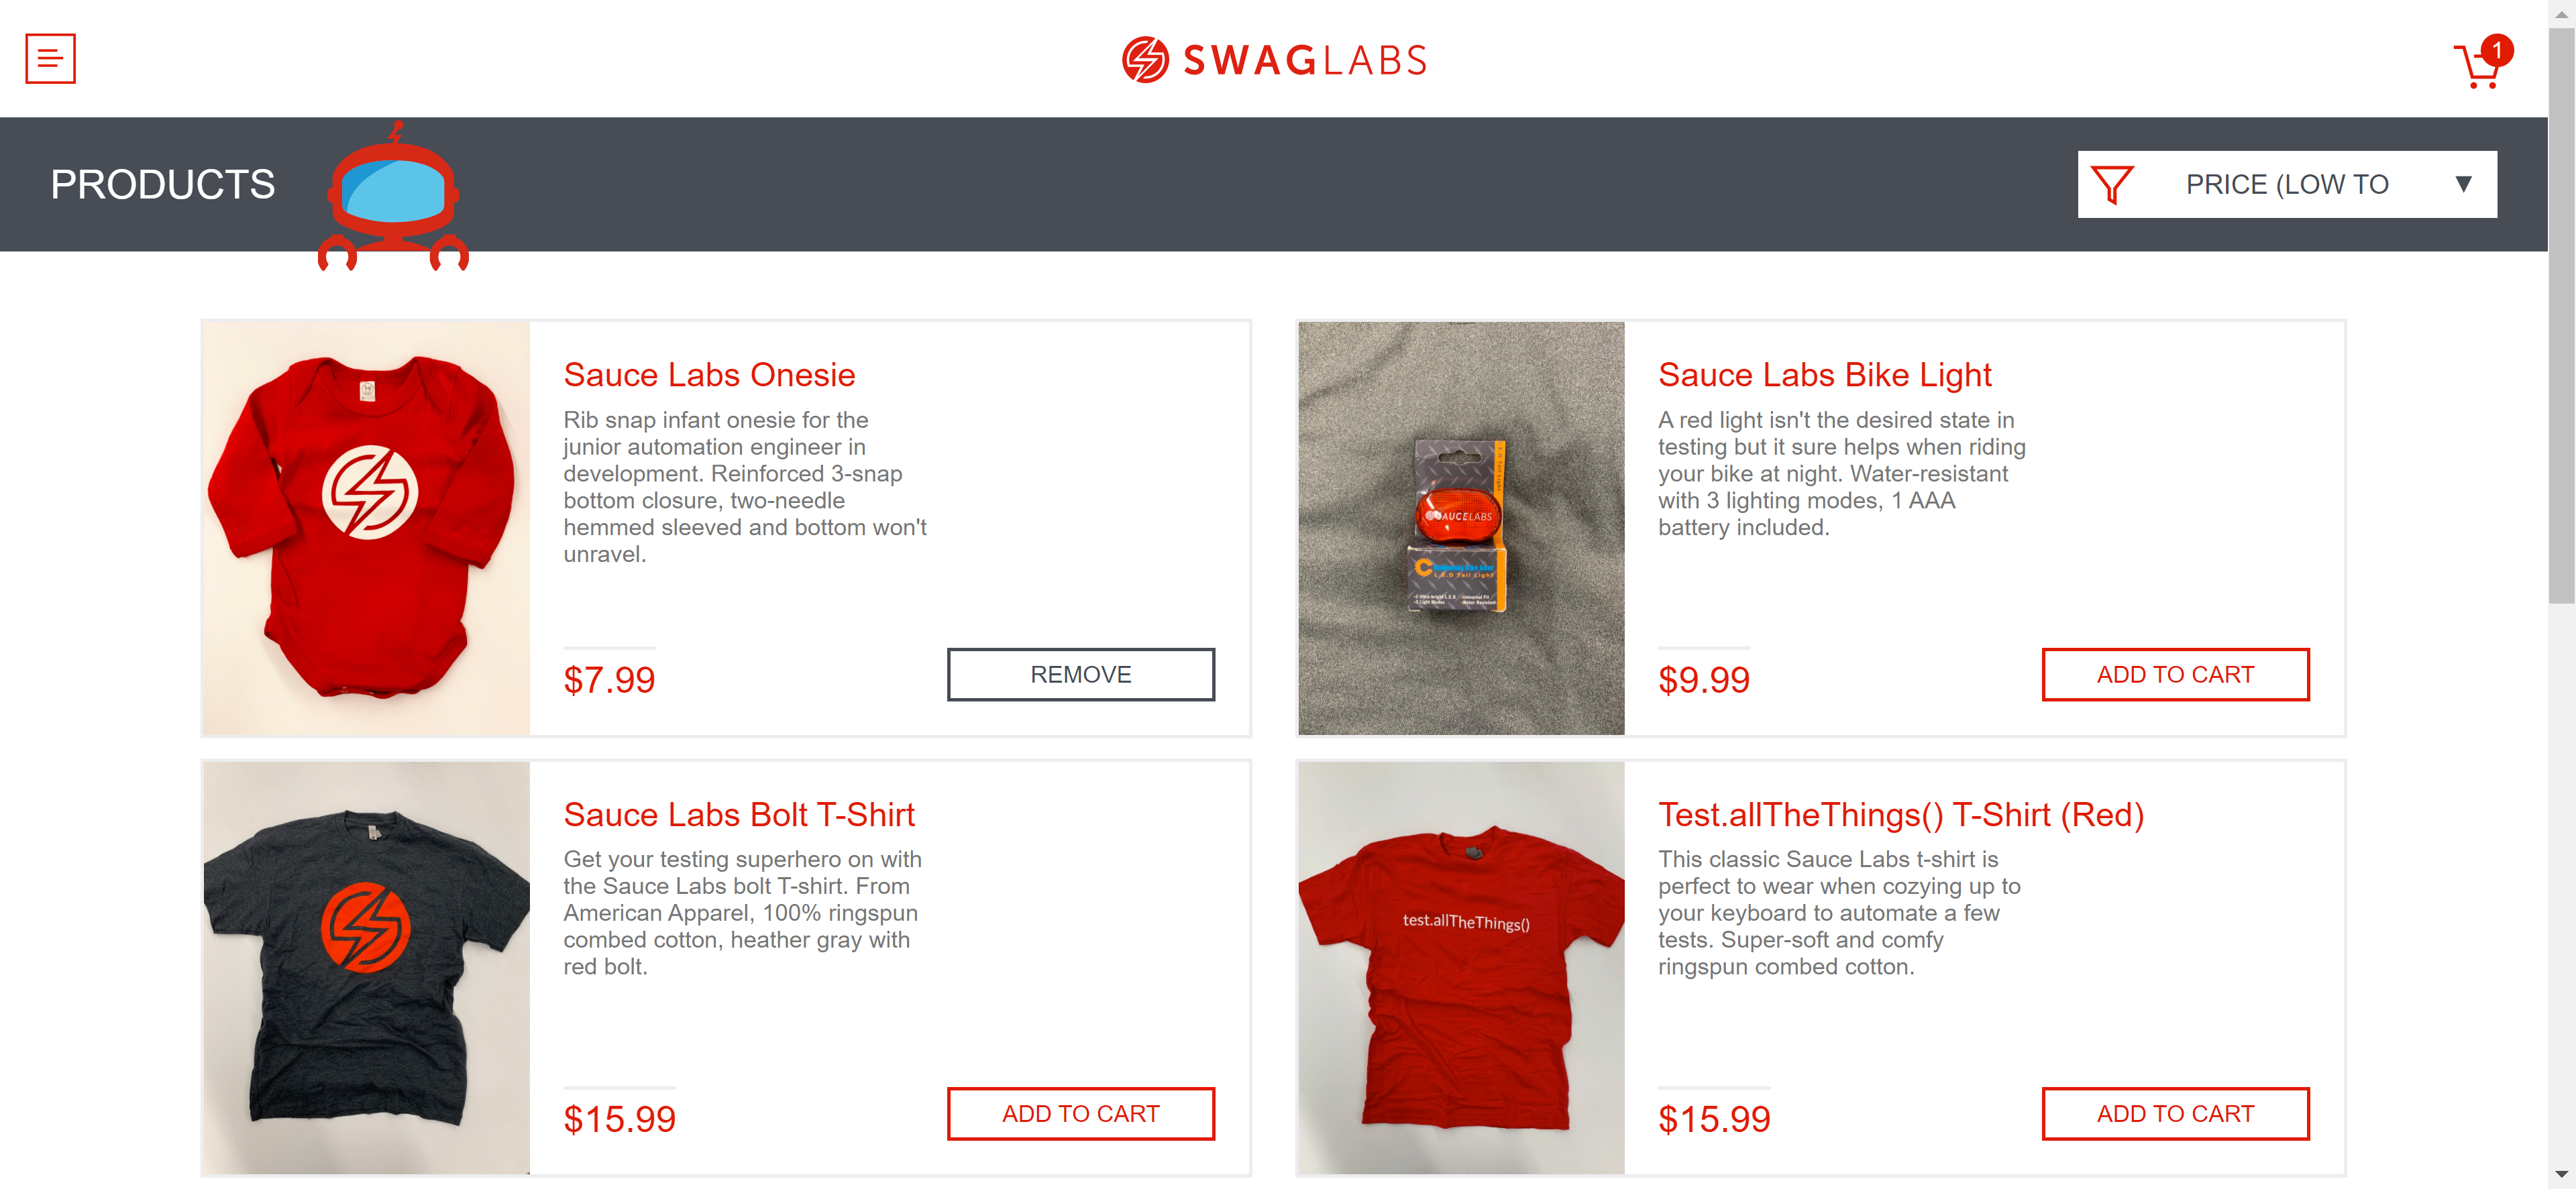 SWAGLABS
1
PRODUCTS
PRICE (LOW TO
Sauce Labs Onesie
Rib snap infant onesie for the
junior automation engineer in
development. Reinforced 3-snap
bottom closure, two-needle
hemmed sleeved and bottom won't
unravel.
$7.99
REMOVE
Sauce Labs Bike Light
A red light isn't the desired state in
testing but it sure helps when riding
your bike at night. Water-resistant
with 3 lighting modes, 1 AAA
battery included.
SAUCELABS
L.E.D Tail Light
$9.99
ADD TO CART
Sauce Labs Bolt T-Shirt
Get your testing superhero on with
the Sauce Labs bolt T-shirt. From
American Apparel, 100% ringspun
combed cotton, heather gray with
red bolt.
$15.99
ADD TO CART
test.allTheThings()
Test.allTheThings() T-Shirt (Red)
This classic Sauce Labs t-shirt is
perfect to wear when cozying up to
your keyboard to automate a few
tests. Super-soft and comfy
ringspun combed cotton.
$15.99
ADD TO CART